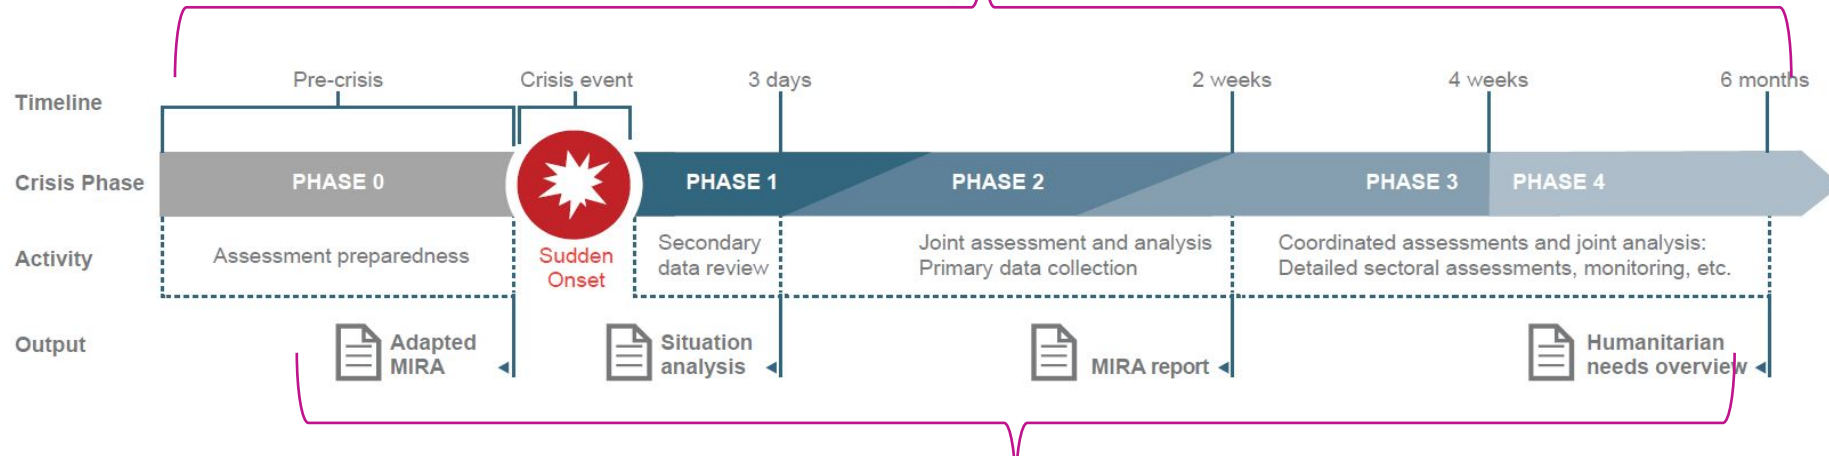 Pre-crisis
Crisis event
3 days
2 weeks
4 weeks
6 months
Timeline
Crisis Phase
PHASE 0
PHASE 1
PHASE 2
PHASE 3
PHASE 4
Activity
Assessment preparedness
Sudden
Onset
Secondary
data review
Joint assessment and analysis
Primary data collection
Coordinated assessments and joint analysis:
Detailed sectoral assessments, monitoring, etc.
Output
Adapted
MIRA
Situation
analysis
MIRA report
Humanitarian
needs overview